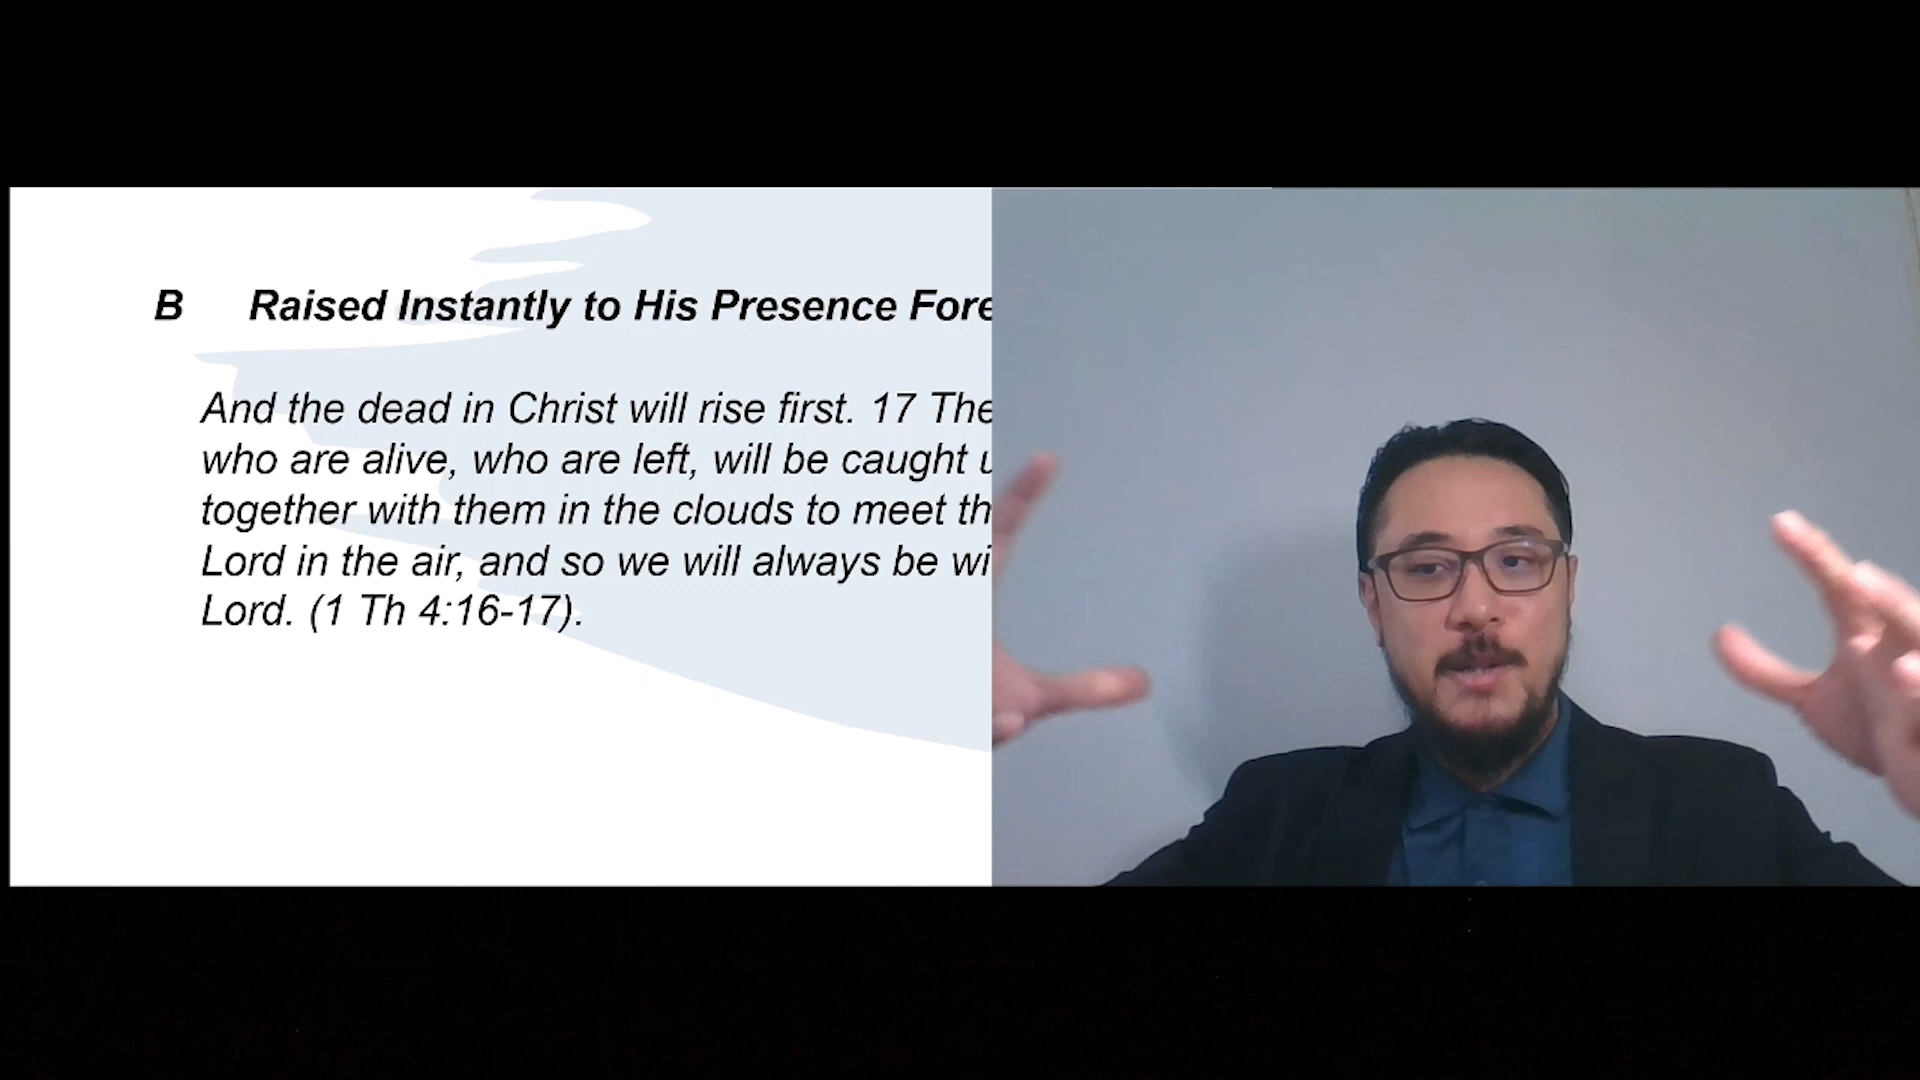 B Raised Instantly to His Presence Fore
And the dead in Christ will rise first. 17 The
who are alive, who are left, will be caught u
together with them in the clouds to meet th
Lord in the air, and so we will always be wi
Lord. (1 Th 4:16-17).